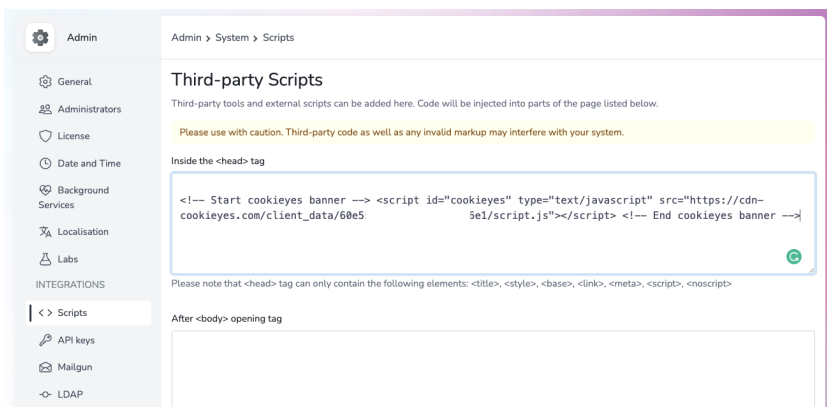 Admin
Admin > System > Scripts
General
Administrators
License
Date and Time
Background
Services
Localisation
Labs
INTEGRATIONS
< > Scripts
API keys
Mailgun
LDAP
Third-party Scripts
Third-party tools and external scripts can be added here. Code will be injected into parts of the page listed below.
Please use with caution. Third-party code as well as any invalid markup may interfere with your system.
Inside the <head> tag
<!-- Start cookieyes banner --> <script id="cookieyes" type="text/javascript" src="https://cdn-
cookieyes.com/client_data/60e5 6e1/script.js"></script> <!-- End cookieyes banner -->
Please note that <head> tag can only contain the following elements: <title>, <style>, <base>, <link>, <meta>, <script>, <noscript>
After <body> opening tag